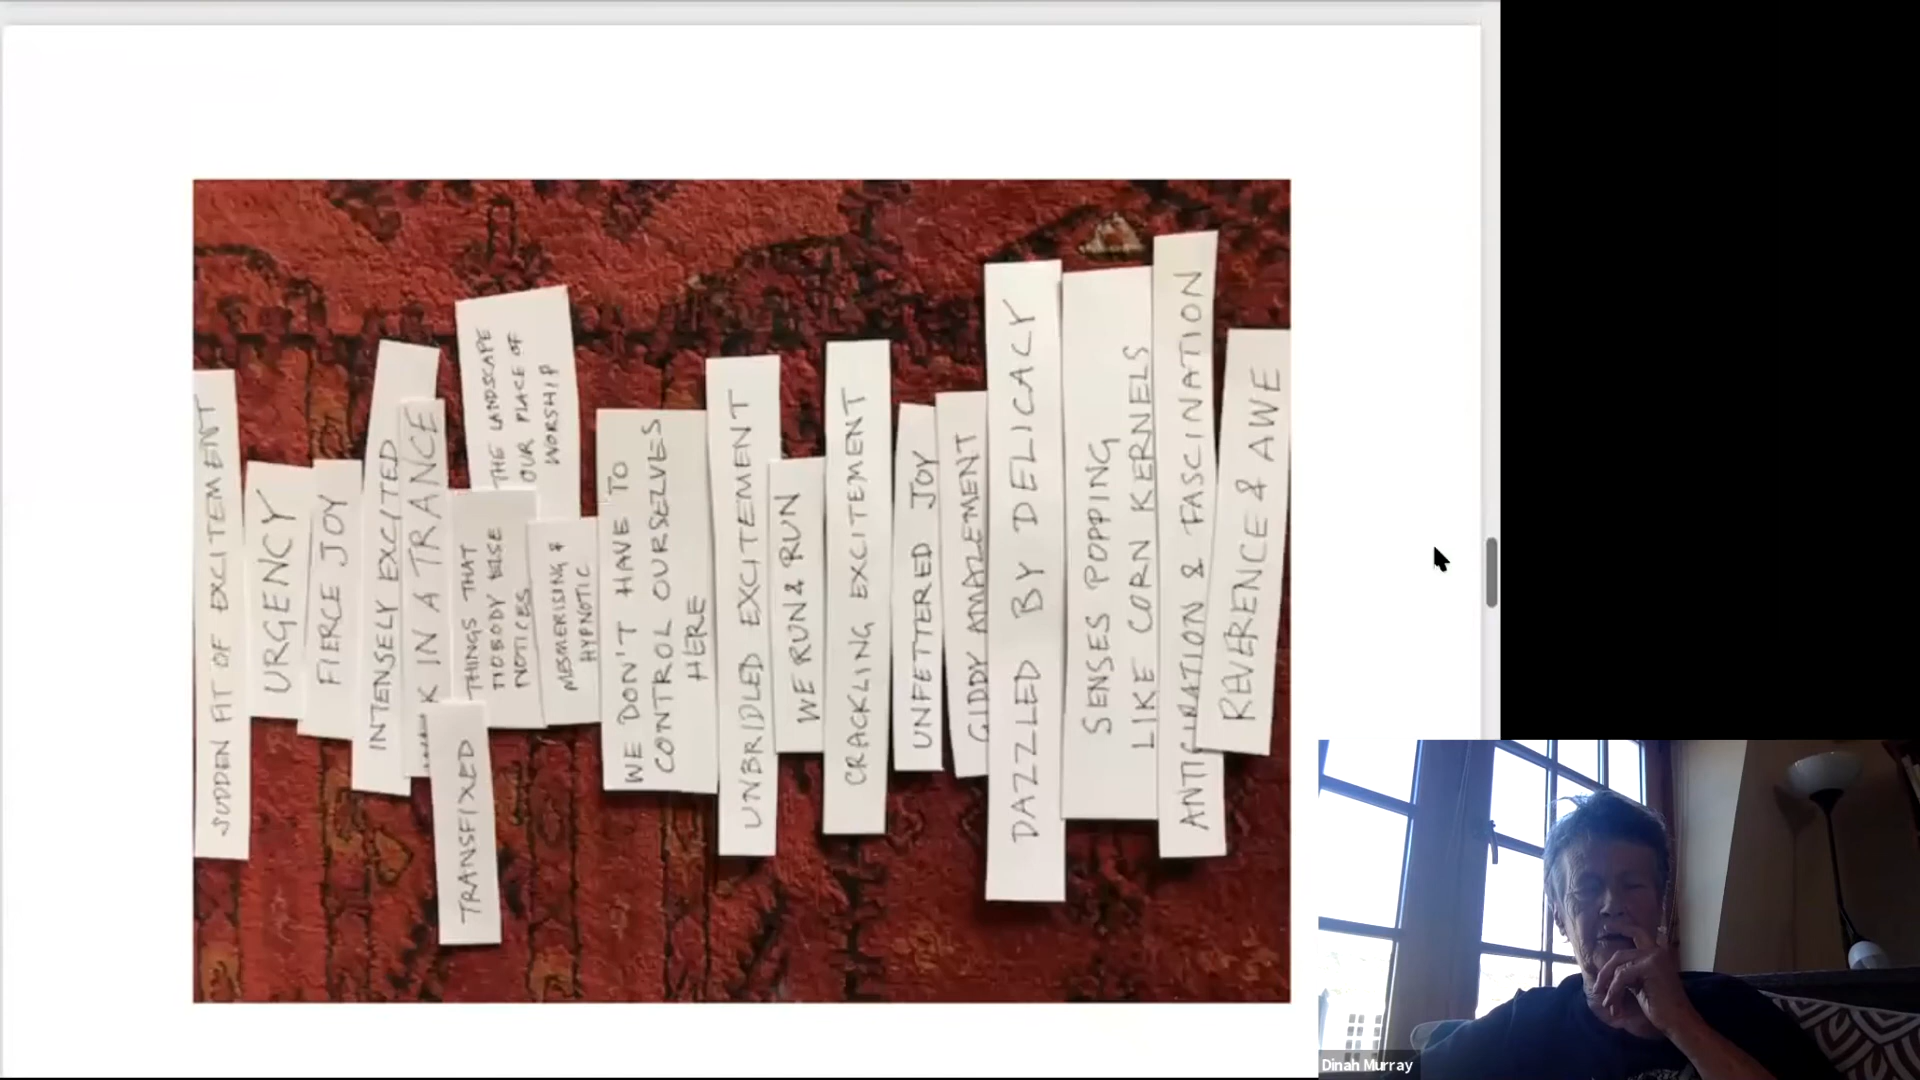 SUDDEN FIT OF EXCITEMENT
URGENCY
FIERCE JOY
INTENSELY EXCITED
IN A TRANCE
TRANSFIXED
THE LANDSCAPE
OUR PLACE OF
WORSHIP
THINGS THAT
NOBODY ELSE
NOTICES
MESMERISING &
HYPNOTIC
WE DON'T HAVE TO
CONTROL OURSELVES
HERE
UNBRIDLED EXCITEMENT
WE RUN & RUN
CRACKLING EXCITEMENT
UNFETTERED JOY
GIDDY AMAZEMENT
DAZZLED BY DELICACY
SENSES POPPING
LIKE CORN KERNELS
ANTICIPATION & FASCINATION
REVERENCE & AWE
Dinah Murray